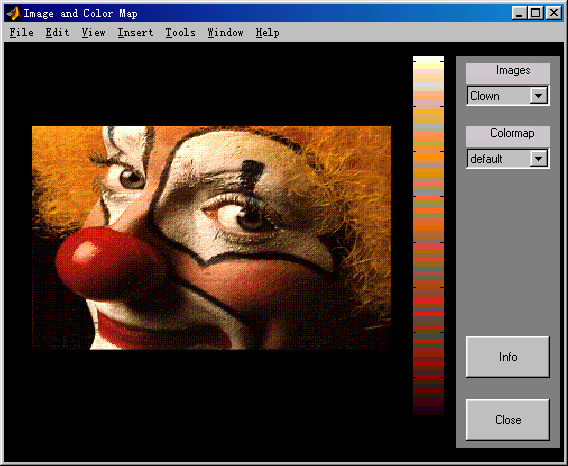 Image and Color Map
File Edit View Insert Tools Window Help
Images
Clown
Colormap
default
Info
Close